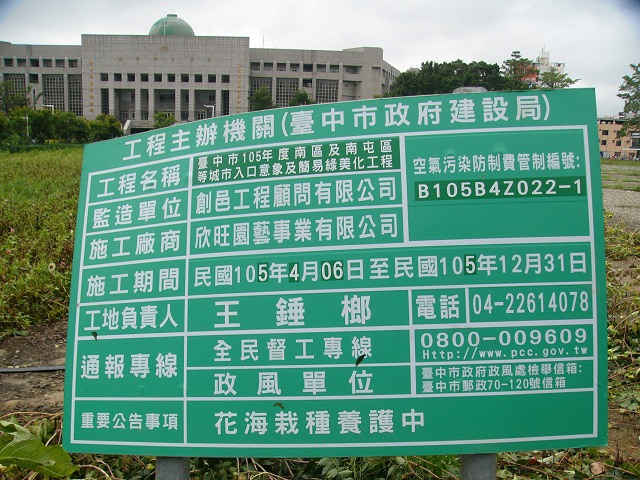 工程主辦機關(臺中市政府建設局)
工程名稱
臺中市105年度南區及南屯區
等城市入口意象及簡易綠美化工程
空氣污染防制費管制編號:
B105B4Z022-1
監造單位
創邑工程顧問有限公司
施工廠商
欣旺園藝事業有限公司
施工期間
民國105年4月06日至民國105年12月31日
工地負責人
王錘榔
電話
04-22614078
通報專線
全民督工專線
0800-009609
Http://www.pcc.gov.tw
政風單位
臺中市政府政風處檢舉信箱:
臺中市郵政70-120號信箱
重要公告事項
花海栽種養護中